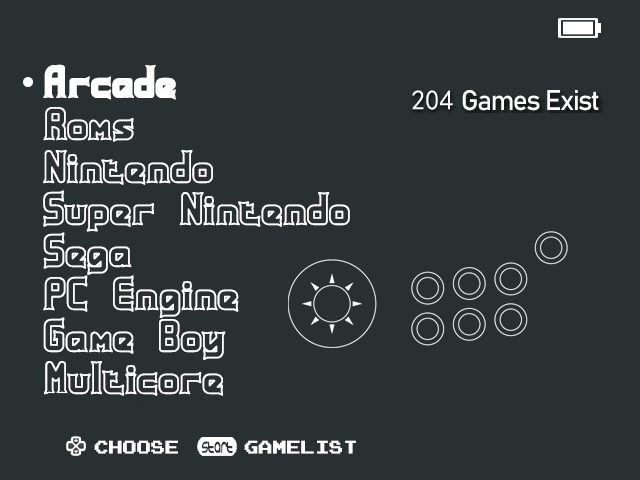 Arcade
204 Games Exist
Roms
Nintendo
Super Nintendo
Sega
PC Engine
Game Boy
Multicore
CHOOSE Start GAMELIST